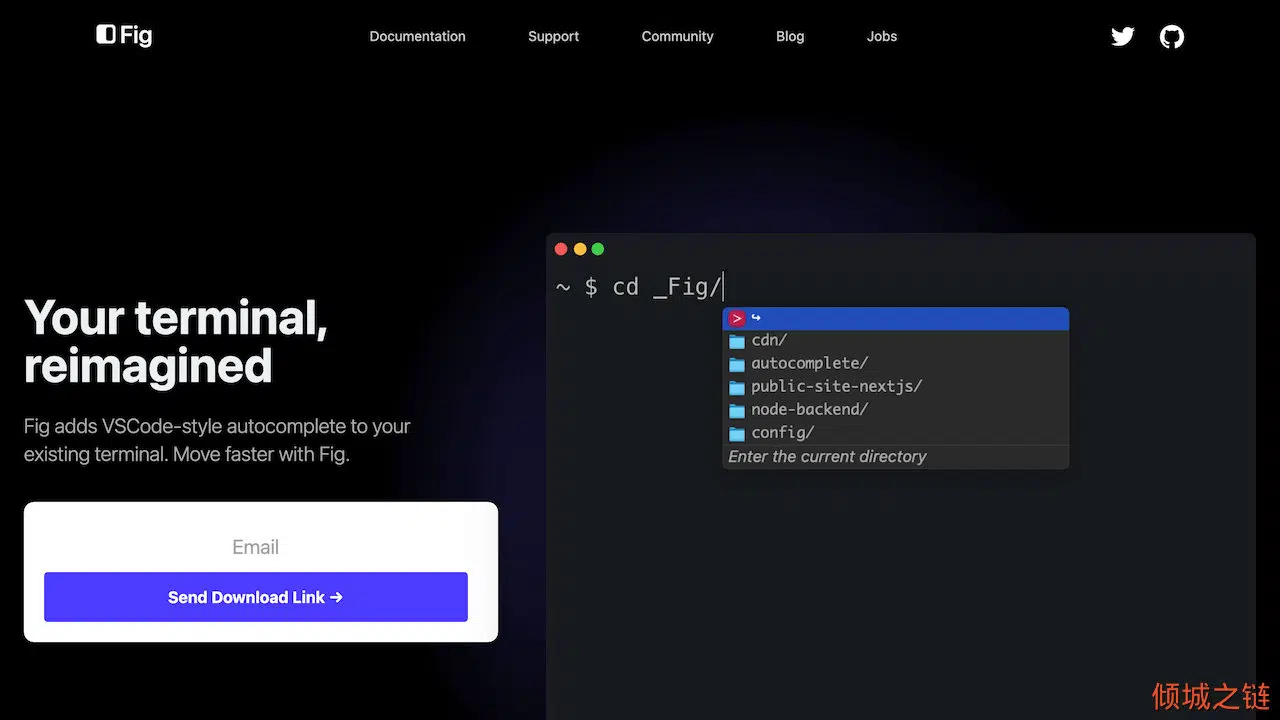 Fig
Documentation
Support
Community
Blog
Jobs
Your terminal,
reimagined
Fig adds VSCode-style autocomplete to your
existing terminal. Move faster with Fig.
Email
Send Download Link →
~ $ cd _Fig/
> ↪
cdn/
autocomplete/
public-site-nextjs/
node-backend/
config/
Enter the current directory
倾城之链